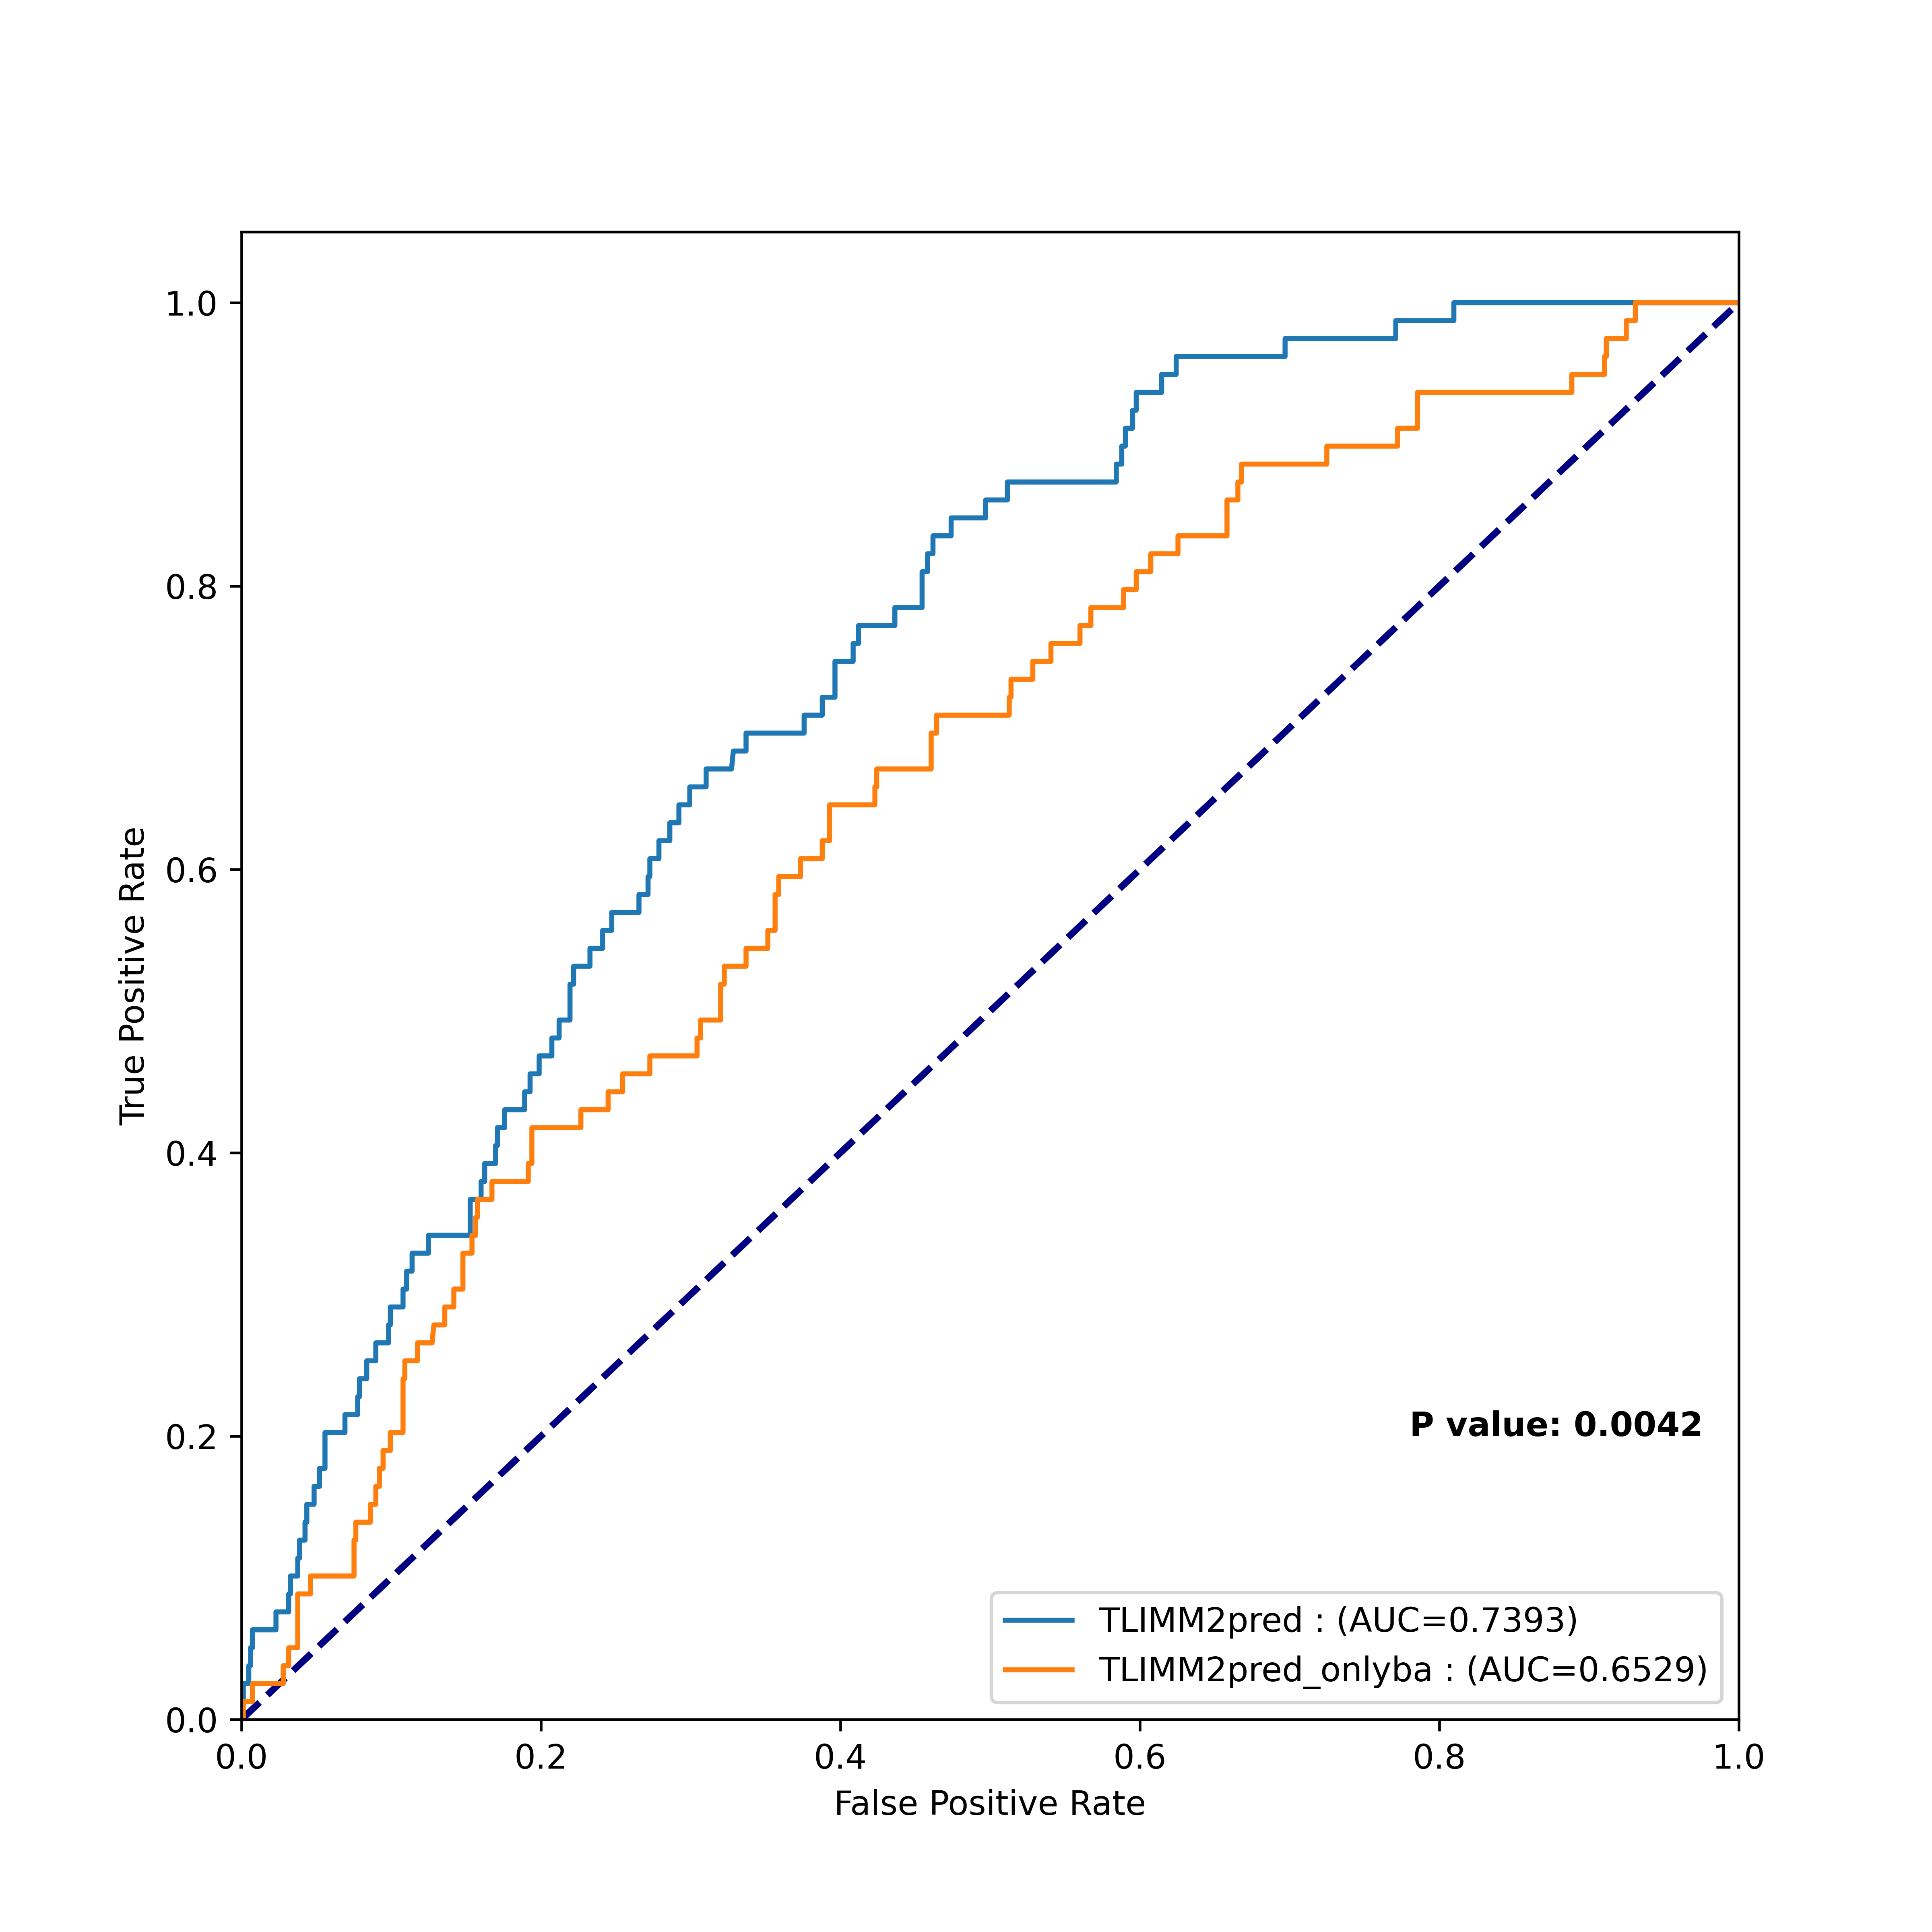 1.0
0.8
0.6
0.4
0.2
0.0
True Positive Rate
P value: 0.0042
TLIMM2pred : (AUC=0.7393)
TLIMM2pred_onlyba : (AUC=0.6529)
0.0 0.2 0.4 0.6 0.8 1.0
False Positive Rate